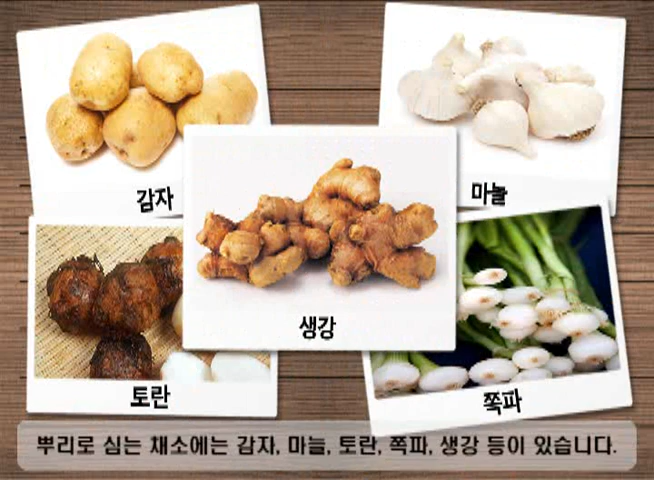 감자
마늘
생강
토란
쪽파
뿌리로 심는 채소에는 감자, 마늘, 토란, 쪽파, 생강 등이 있습니다.